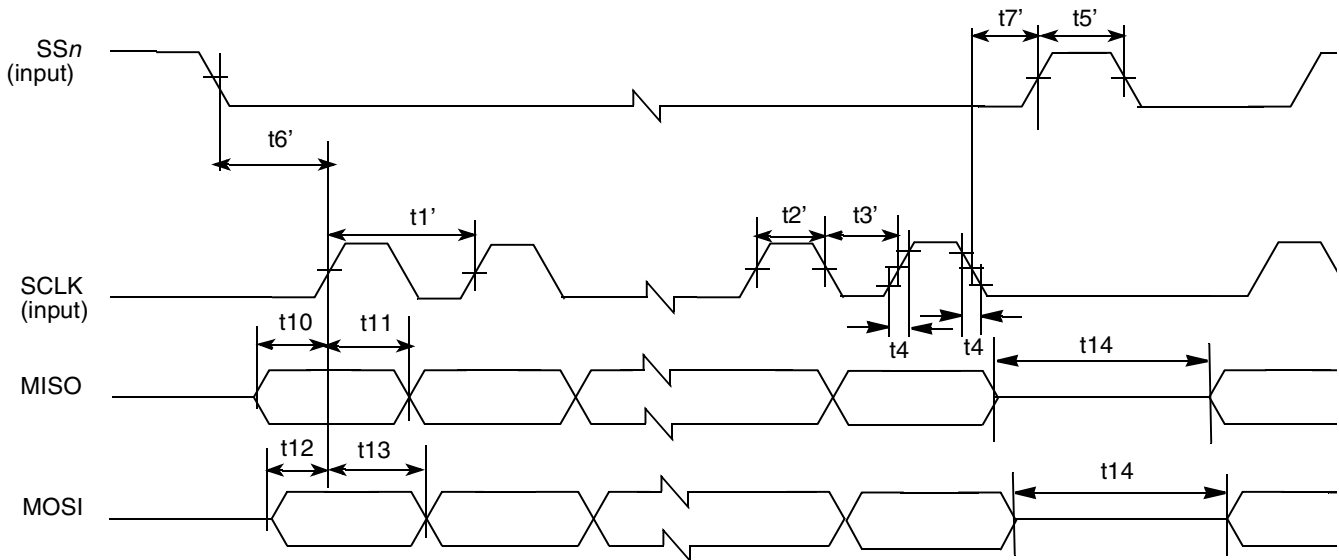 SSn
(input)
t7’
t5’
t6’
t1’
t2’
t3’
SCLK
(input)
t10
t11
t4
t4
t14
MISO
t12
t13
t14
MOSI